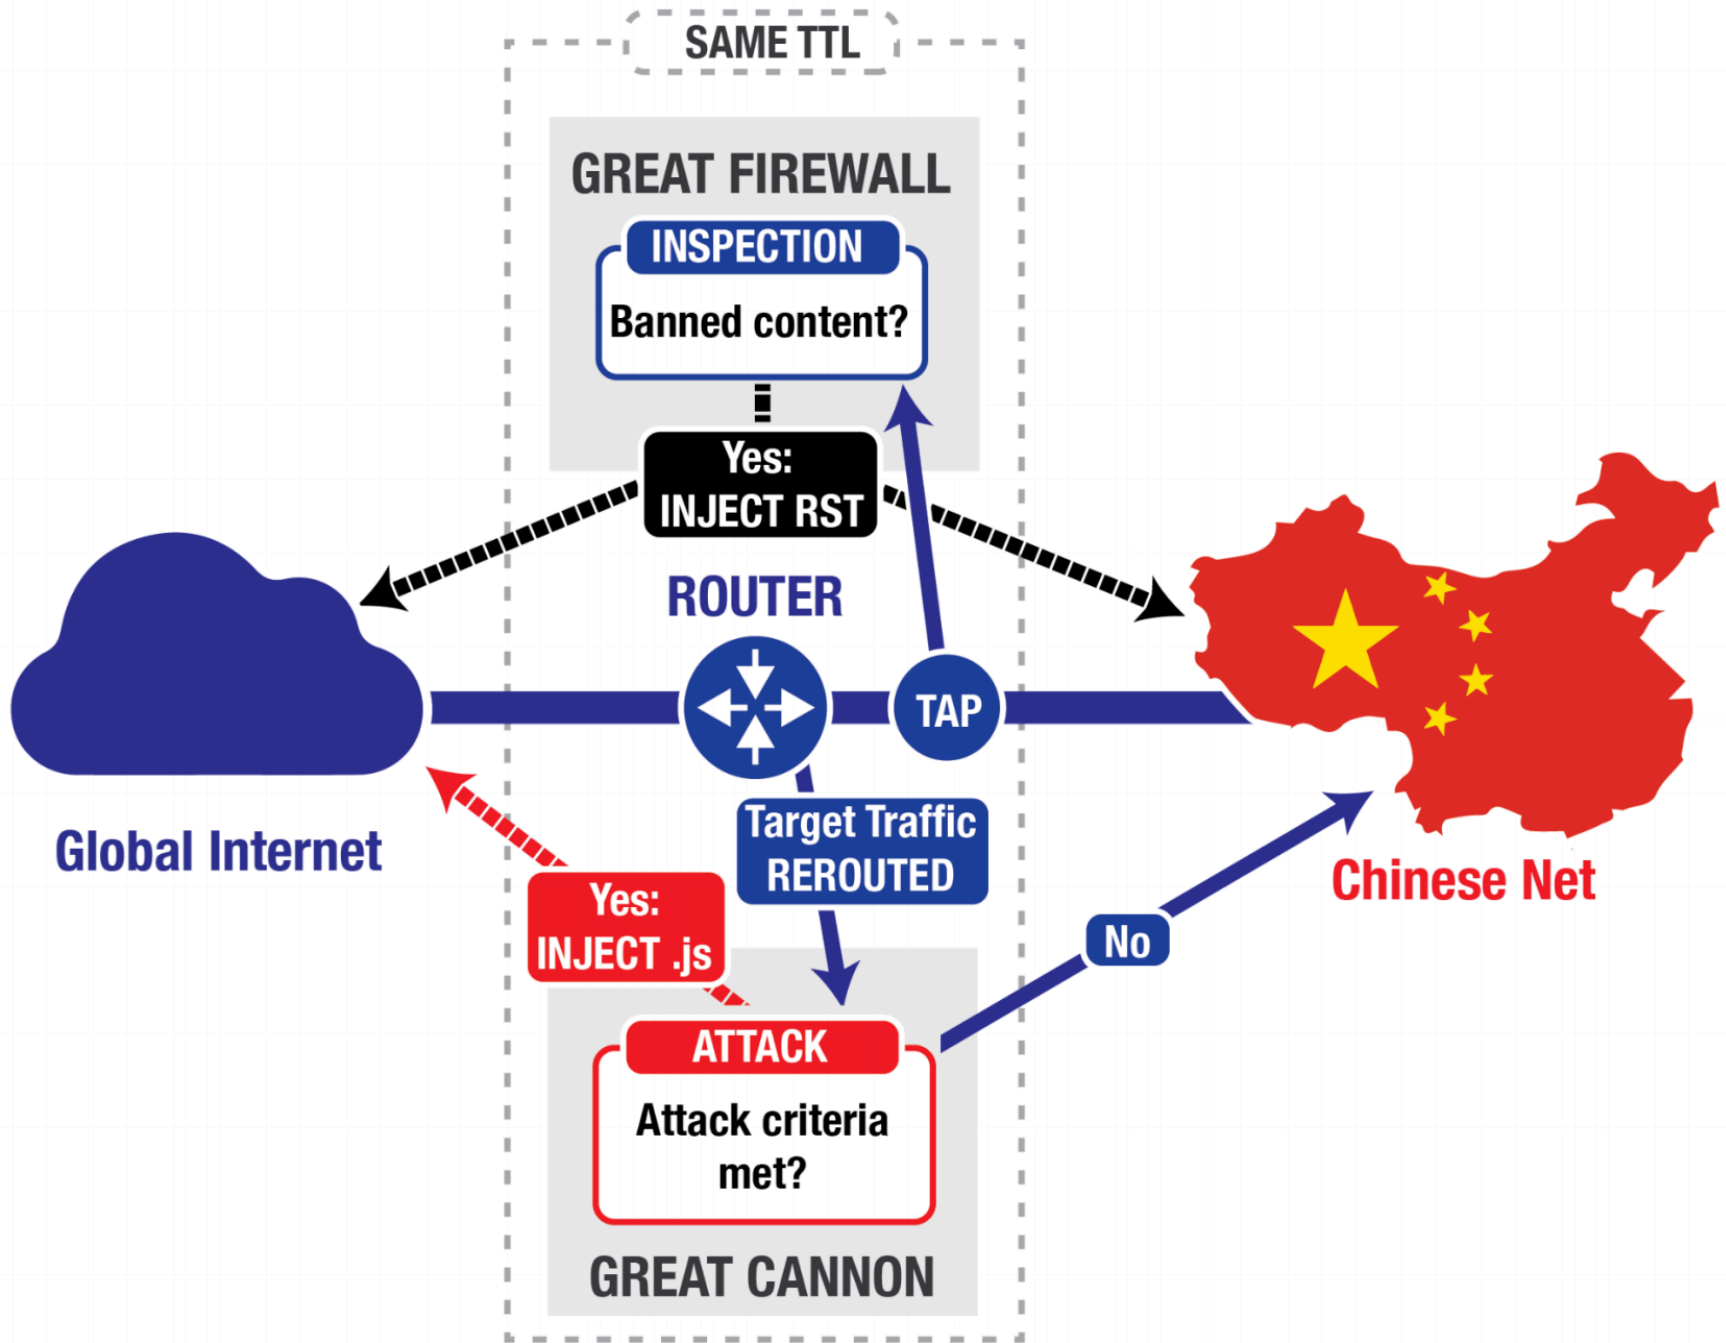 SAME TTL
GREAT FIREWALL
INSPECTION
Banned content?
Yes:
INJECT RST
ROUTER
TAP
Global Internet
Target Traffic
REROUTED
Chinese Net
Yes:
INJECT .js
No
ATTACK
Attack criteria
met?
GREAT CANNON